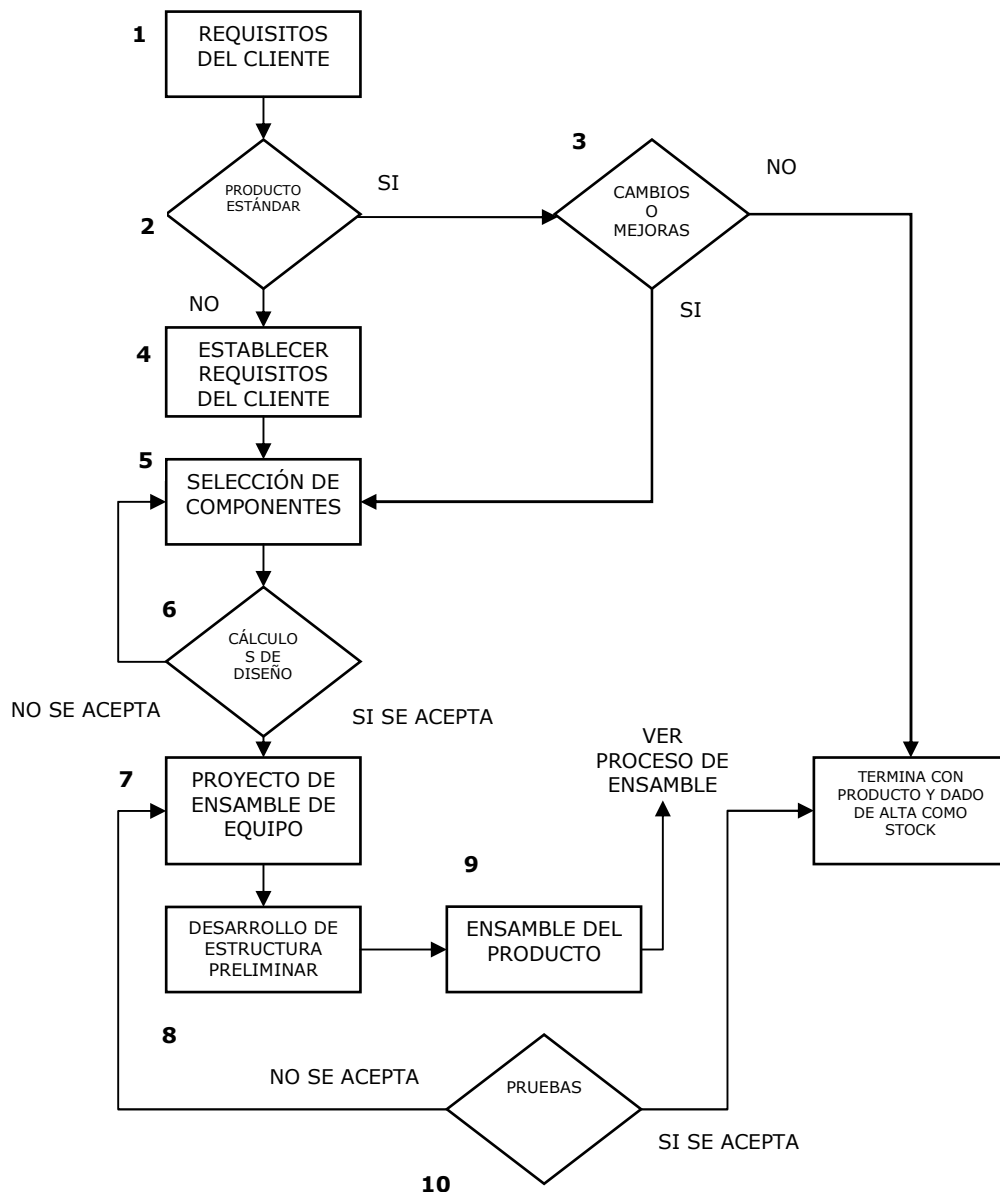 1
REQUISITOS
DEL CLIENTE
2
PRODUCTO
ESTÁNDAR
SI
3
CAMBIOS
O
MEJORAS
NO
NO
SI
4
ESTABLECER
REQUISITOS
DEL CLIENTE
5
SELECCIÓN DE
COMPONENTES
6
CÁLCULO
S DE
DISEÑO
NO SE ACEPTA
SI SE ACEPTA
7
PROYECTO DE
ENSAMBLE DE
EQUIPO
VER
PROCESO DE
ENSAMBLE
TERMINA CON
PRODUCTO Y DADO
DE ALTA COMO
STOCK
DESARROLLO DE
ESTRUCTURA
PRELIMINAR
8
9
ENSAMBLE DEL
PRODUCTO
NO SE ACEPTA
PRUEBAS
SI SE ACEPTA
10